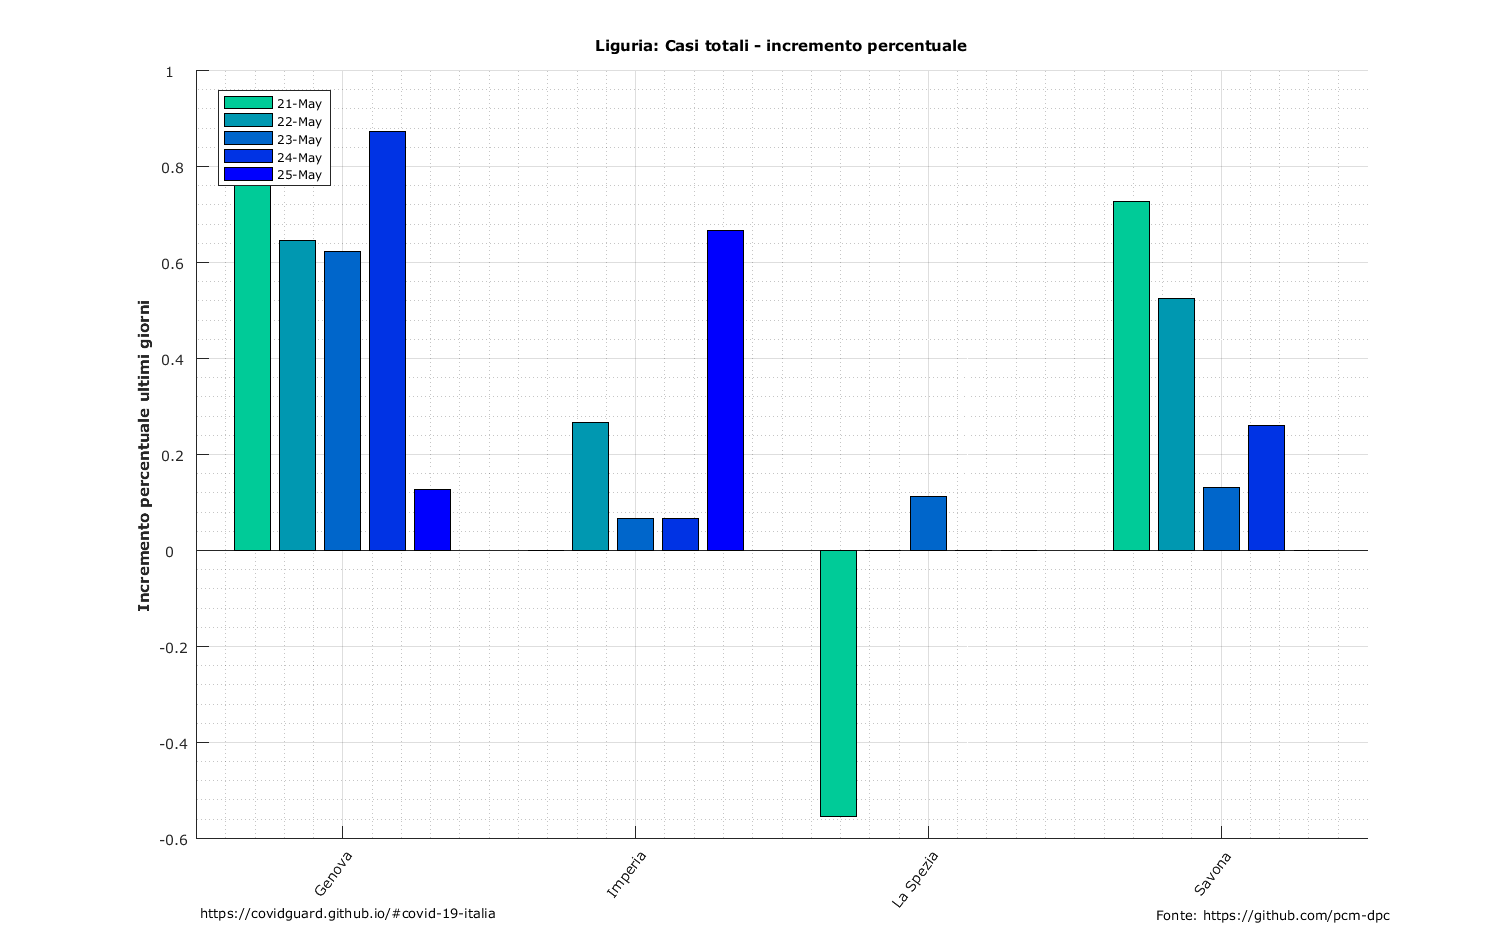 Liguria: Casi totali - incremento percentuale
21-May
22-May
23-May
24-May
25-May
Incremento percentuale ultimi giorni
1
0.8
0.6
0.4
0.2
0
-0.2
-0.4
-0.6
Genova
Imperia
La Spezia
Savona
https://covidguard.github.io/#covid-19-italia
Fonte: https://github.com/pcm-dpc